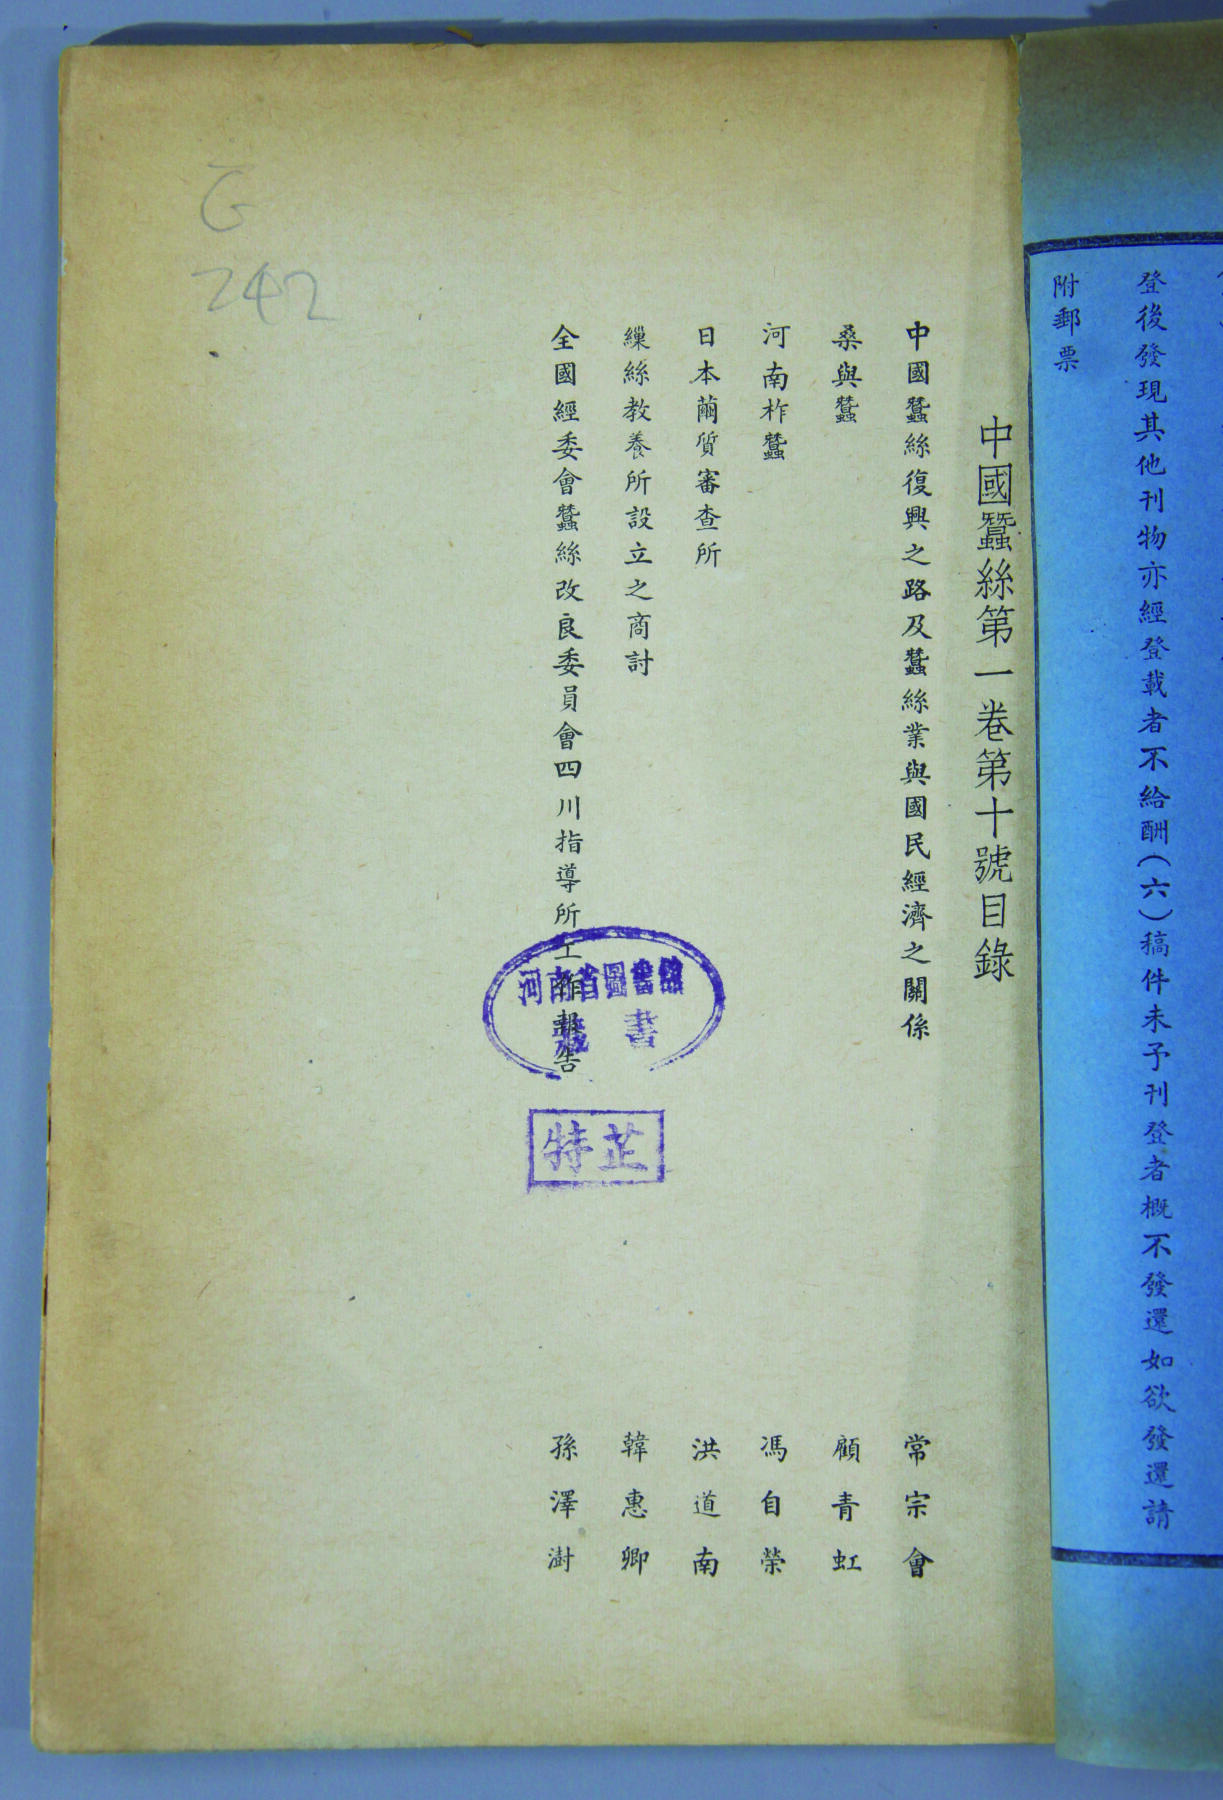 登後發現其他刊物亦經登載者不給酬（六）稿件未予刊登者概不發還如欲發還請
附郵票
中國蠶絲第一卷第十號目錄
中國蠶絲復興之路及蠶絲業與國民經濟之關係 常宗會
桑與蠶 顧青虹
河南柞蠶 馮自榮
日本繭質審查所 洪道南
繅絲教養所設立之商討 韓惠卿
全國經委會蠶絲改良委員會四川指導所工作報告 孫澤澍
河南省圖書館
藏書
特芷
G
242